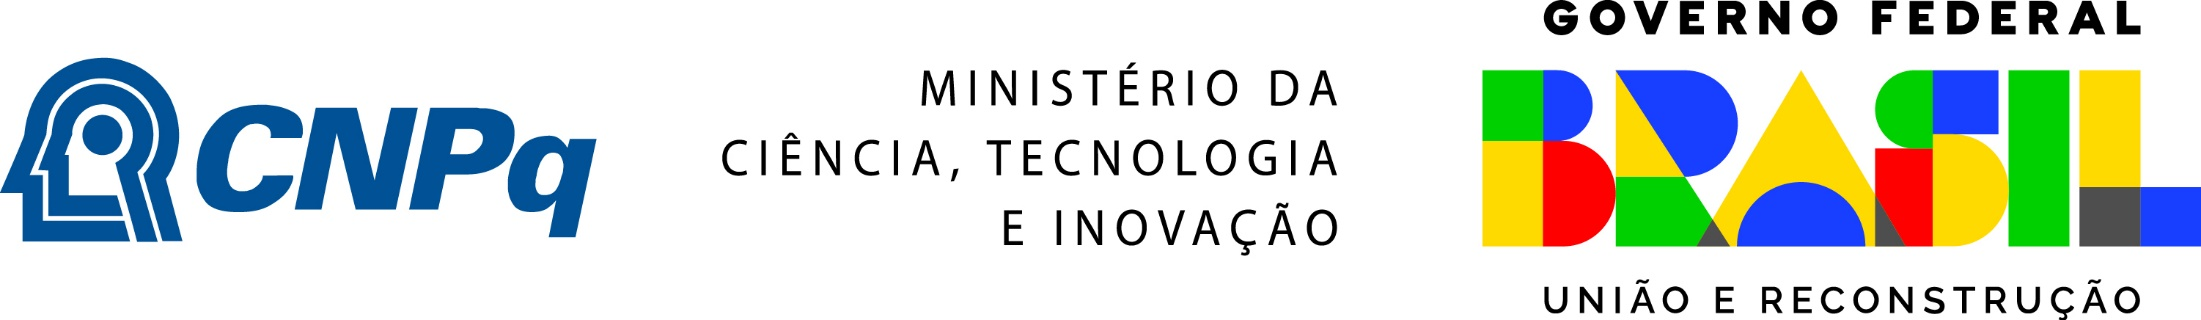 CNPq
MINISTÉRIO DA
CIÊNCIA, TECNOLOGIA
E INOVAÇÃO
GOVERNO FEDERAL
BRASIL
UNIÃO E RECONSTRUÇÃO